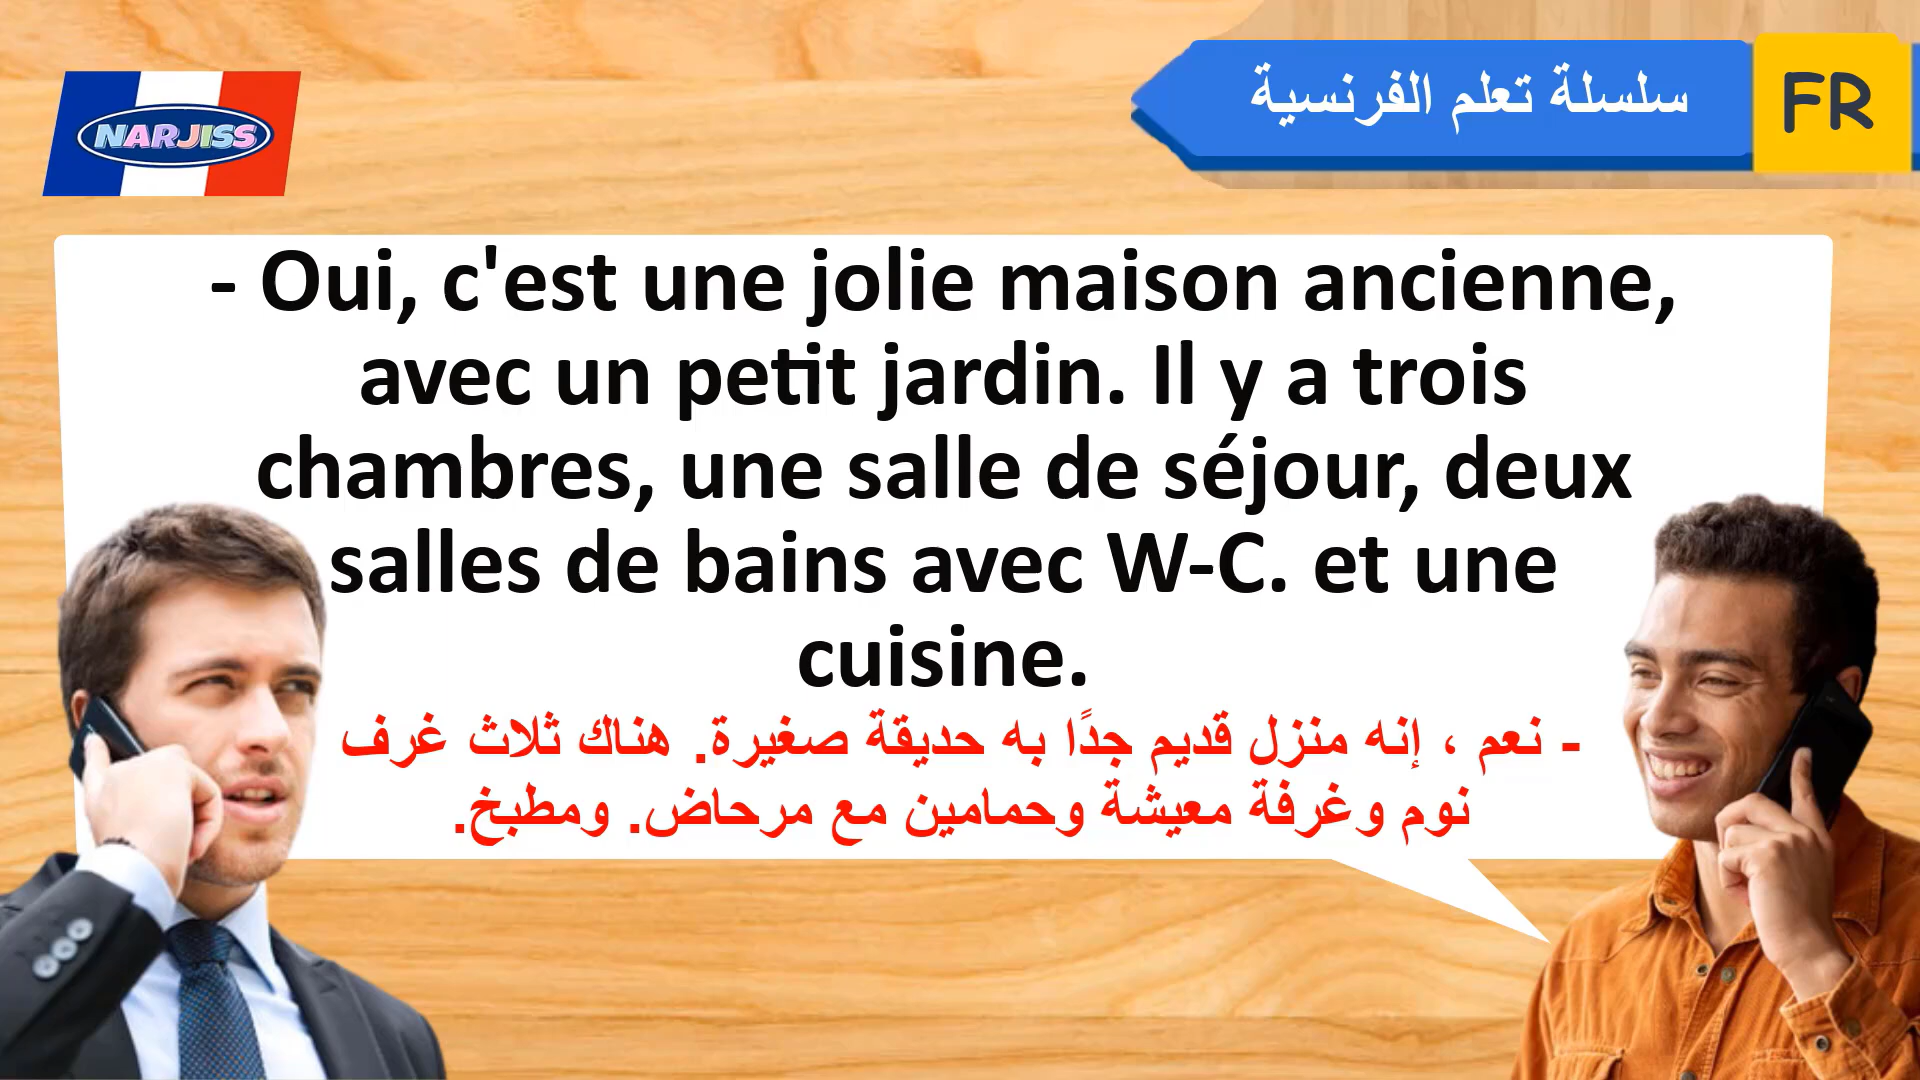 NARJISS
سلسلة تعلم الفرنسية
FR
- Oui, c'est une jolie maison ancienne,
avec un petit jardin. Il y a trois
chambres, une salle de séjour, deux
salles de bains avec W-C. et une
cuisine.
- نعم ، إنه منزل قديم جدًا به حديقة صغيرة. هناك ثلاث غرف
نوم وغرفة معيشة وحمامين مع مرحاض. ومطبخ.